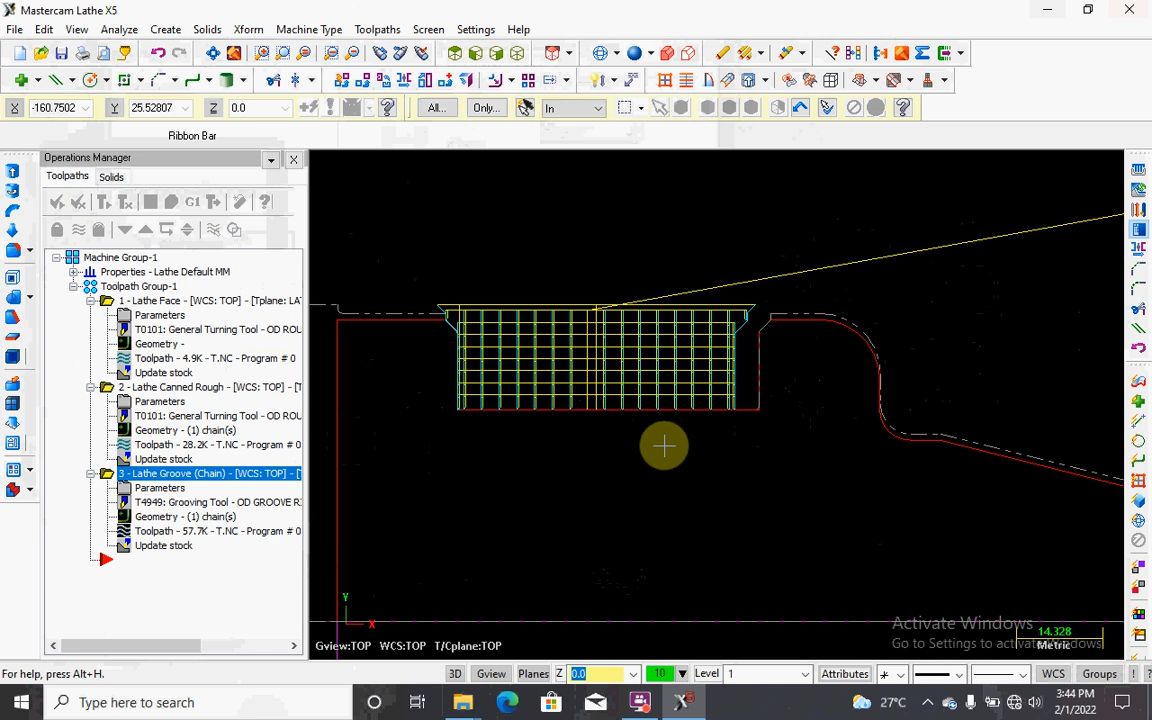 Mastercam Lathe X5
File Edit View Analyze Create Solids Xform Machine Type Toolpaths Screen Settings Help
X -160.7502 Y 25.52807 Z 0.0 All... Only... In
Ribbon Bar
Operations Manager
Toolpaths Solids
G1
Machine Group-1
Properties - Lathe Default MM
Toolpath Group-1
1 - Lathe Face - [WCS: TOP] - [Tplane: LA
Parameters
T0101: General Turning Tool - OD ROU
Geometry -
Toolpath - 4.9K - T.NC - Program # 0
Update stock
2 - Lathe Canned Rough - [WCS: TOP] - [T
Parameters
T0101: General Turning Tool - OD ROU
Geometry - (1) chain(s)
Toolpath - 28.2K - T.NC - Program # 0
Update stock
3 - Lathe Groove (Chain) - [WCS: TOP] - [
Parameters
T4949: Grooving Tool - OD GROOVE R
Geometry - (1) chain(s)
Toolpath - 57.7K - T.NC - Program # 0
Update stock
Y
X
Gview:TOP WCS:TOP T/Cplane:TOP
Activate Windows
Go to Settings to activate Windows.
14.328
Metric
For help, press Alt+H. 3D Gview Planes Z 0.0 10 Level 1 Attributes WCS Groups ! ?
Type here to search 27°C 3:44 PM
2/1/2022